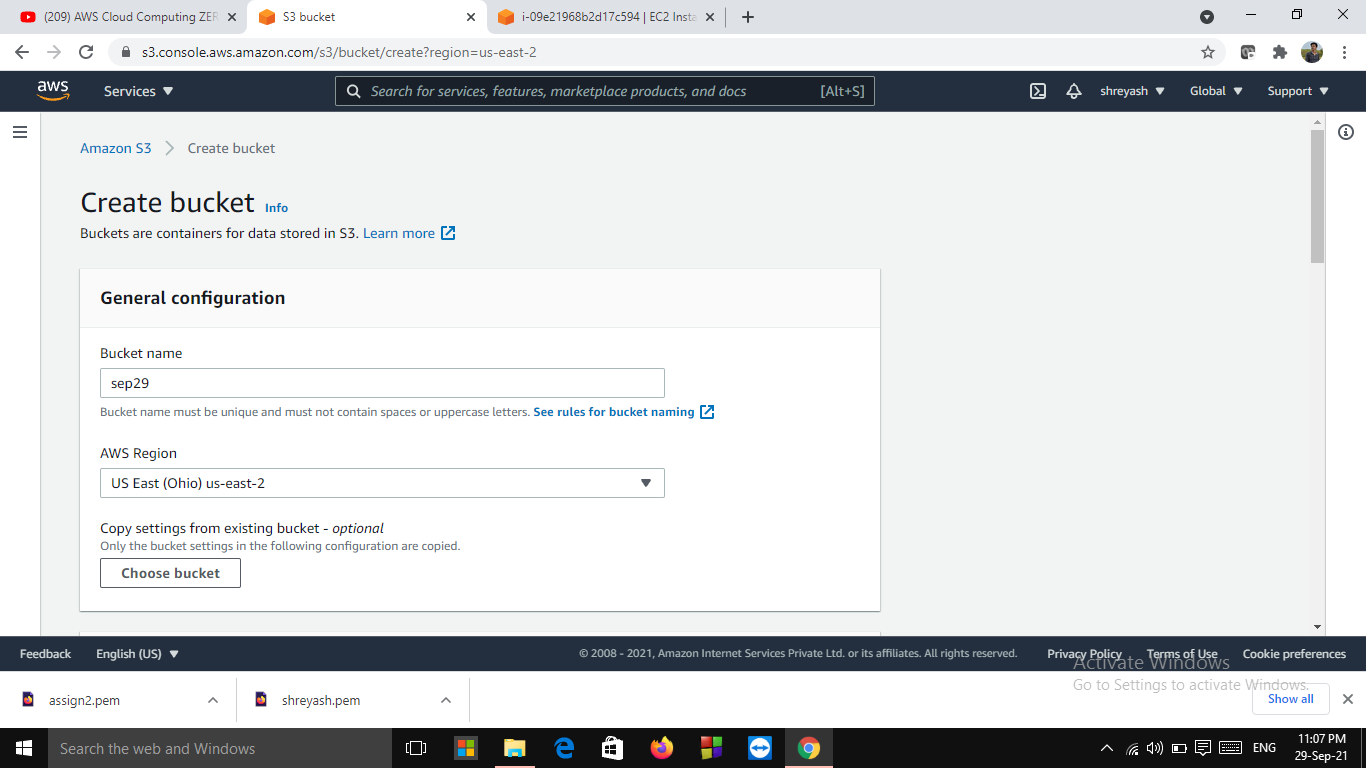 (209) AWS Cloud Computing ZER
S3 bucket
i-09e21968b2d17c594 | EC2 Insta
s3.console.aws.amazon.com/s3/bucket/create?region=us-east-2
aws
Services
Search for services, features, marketplace products, and docs
[Alt+S]
shreyash
Global
Support
Amazon S3
Create bucket
Create bucket Info
Buckets are containers for data stored in S3. Learn more
General configuration
Bucket name
sep29
Bucket name must be unique and must not contain spaces or uppercase letters. See rules for bucket naming
AWS Region
US East (Ohio) us-east-2
Copy settings from existing bucket - optional
Only the bucket settings in the following configuration are copied.
Choose bucket
Feedback
English (US)
© 2008 - 2021, Amazon Internet Services Private Ltd. or its affiliates. All rights reserved.
Privacy Policy
Terms of Use
Cookie preferences
Activate Windows
Go to Settings to activate Windows.
assign2.pem
shreyash.pem
Show all
Search the web and Windows
ENG
11:07 PM
29-Sep-21